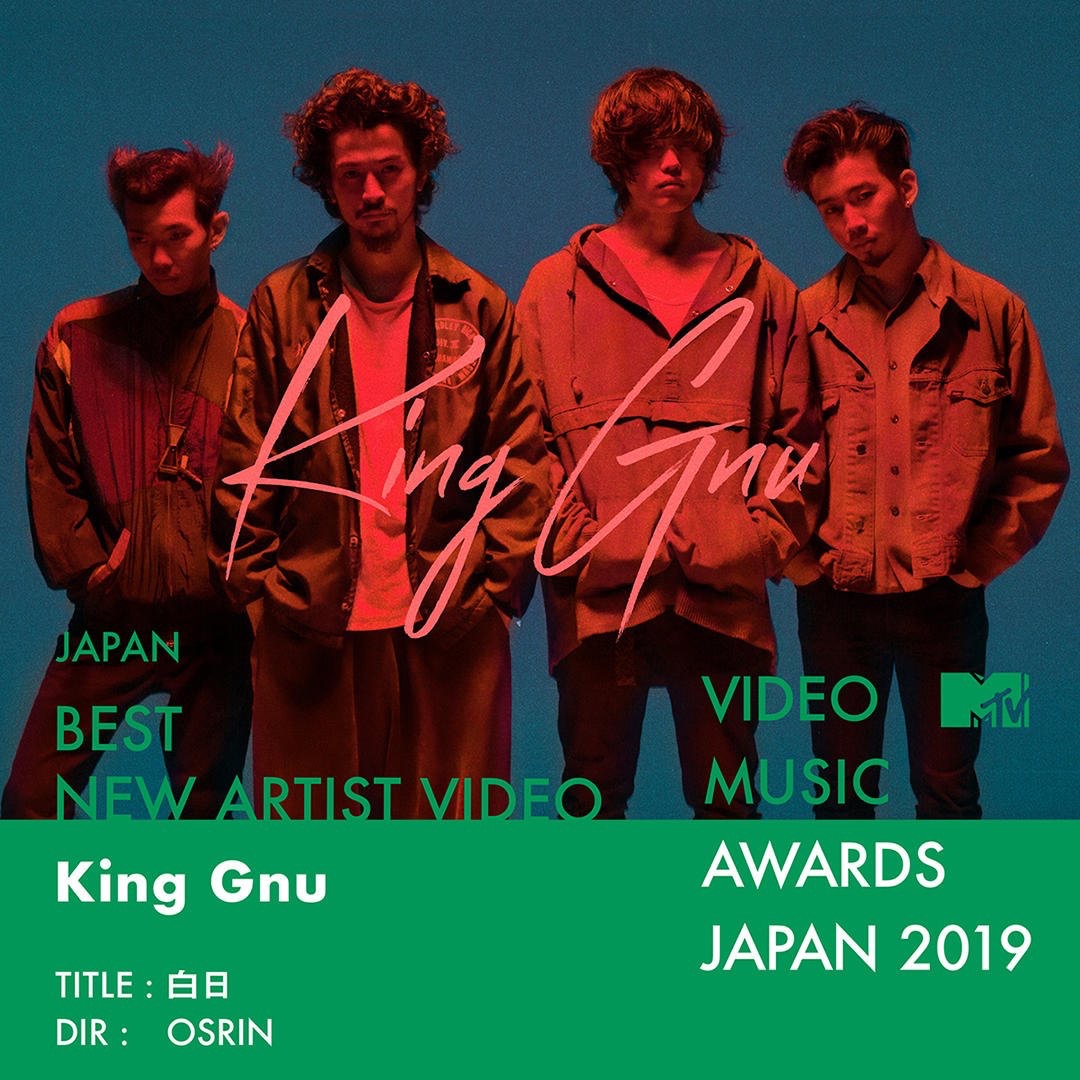 King Gnu
JAPAN
BEST
NEW ARTIST VIDEO
VIDEO
MUSIC
AWARDS
JAPAN 2019
MTV
King Gnu
TITLE : 白日
DIR : OSRIN